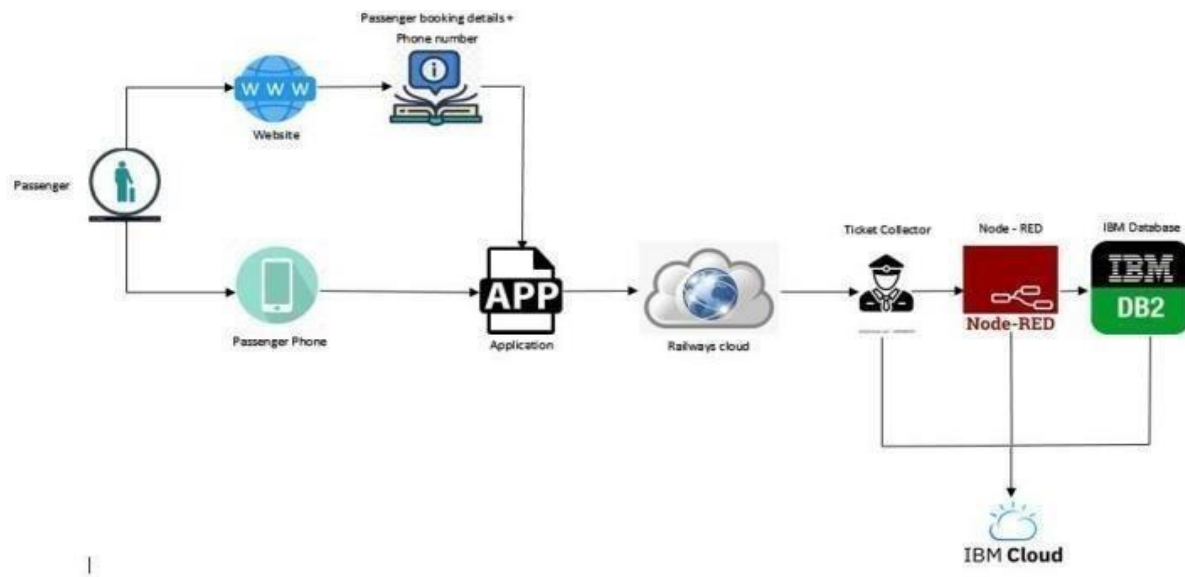 Passenger booking details +
Phone number
i
WWW
Website
Passenger
Passenger Phone
APP
Application
Railways cloud
Ticket Collector
Node - RED
Node-RED
IBM Database
IBM
DB2
IBM Cloud